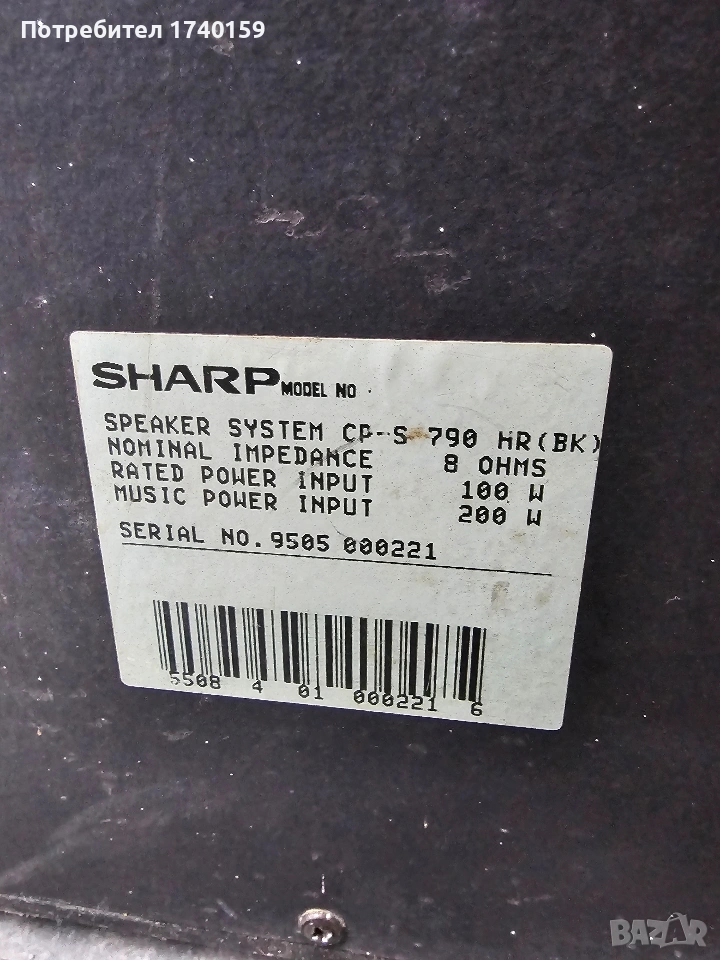 Потребител 1740159
SHARP MODEL NO.
SPEAKER SYSTEM CP-S 790 HR(BK)
NOMINAL IMPEDANCE 8 OHMS
RATED POWER INPUT 100 W
MUSIC POWER INPUT 200 W
SERIAL NO. 9505 000221
5508 4 01 000221 6
BAZAR